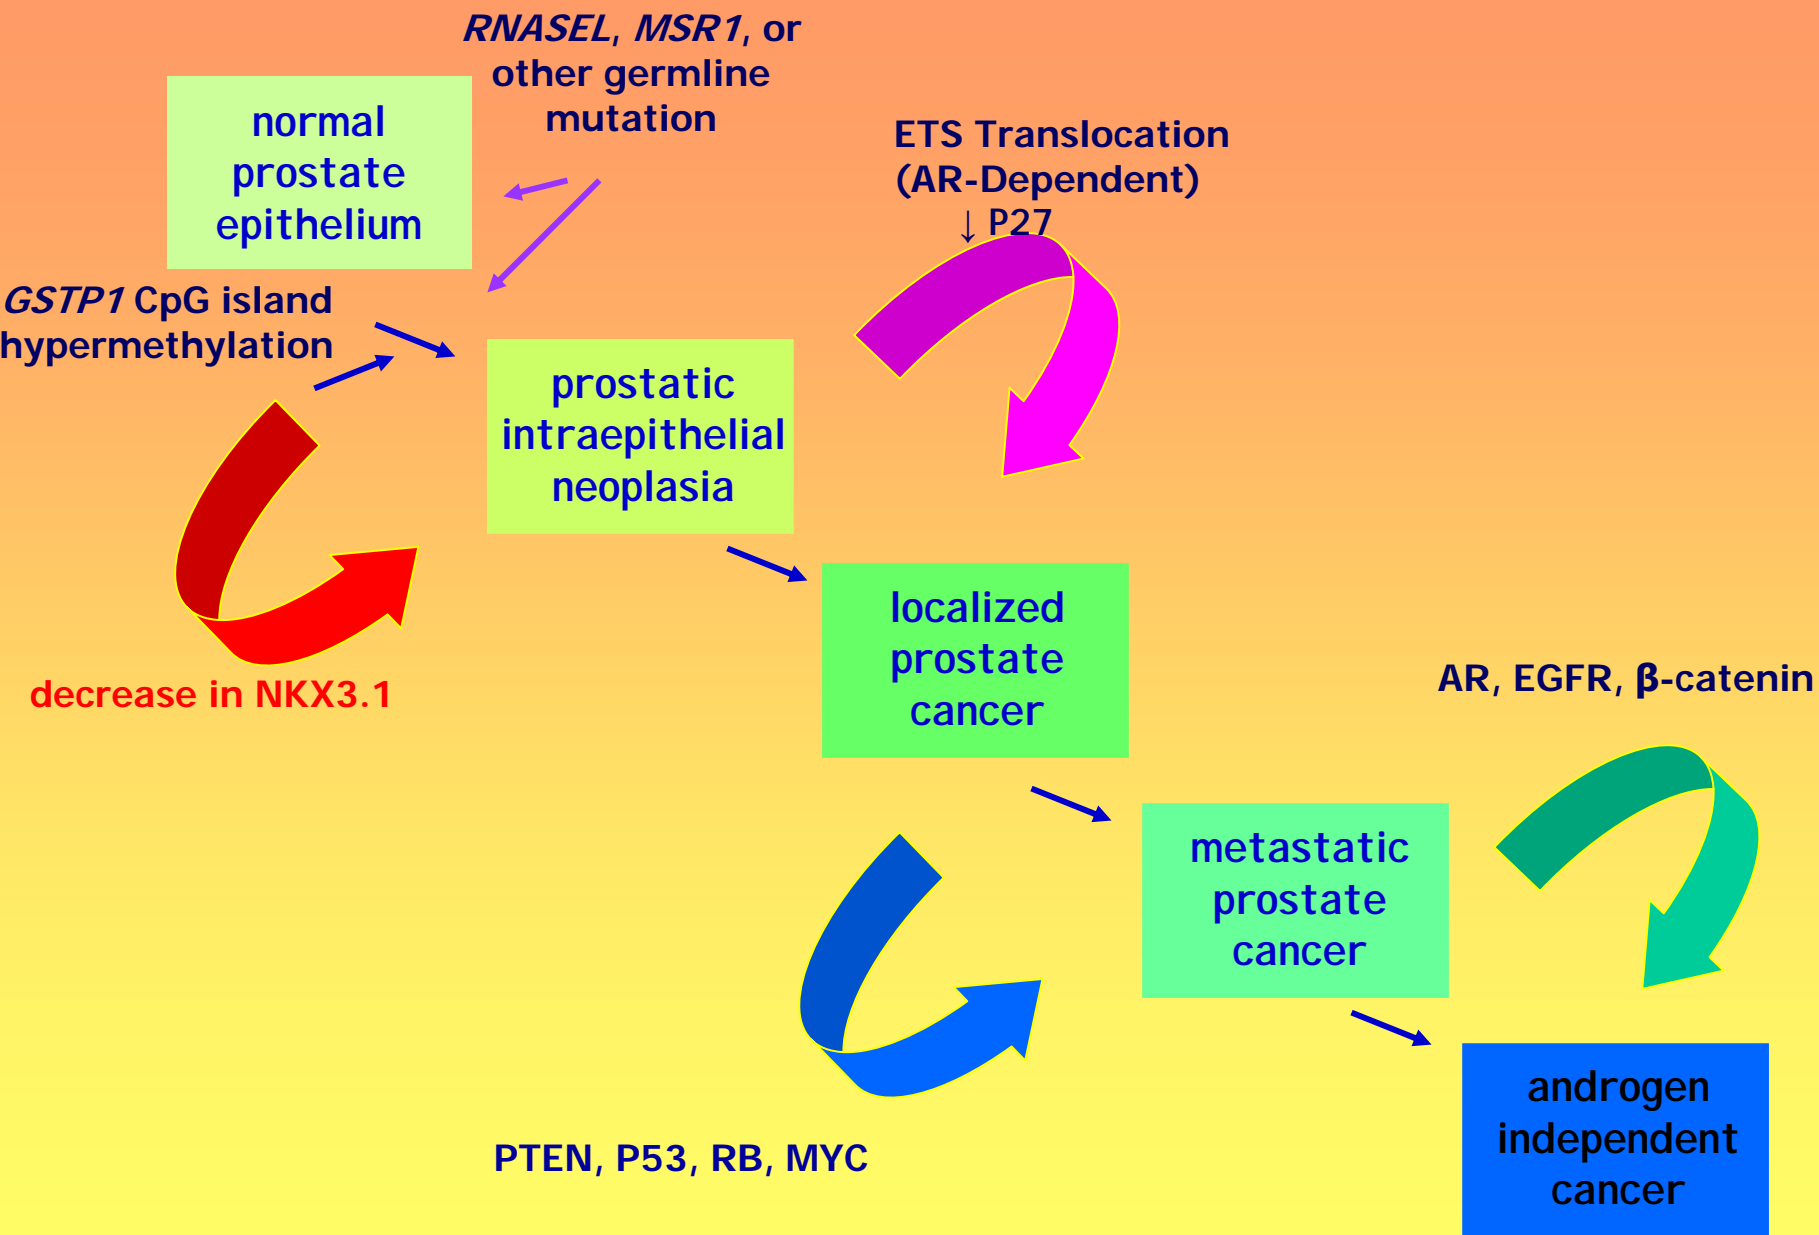 RNASEL, MSR1, or
other germline
mutation
normal
prostate
epithelium
ETS Translocation
(AR-Dependent)
↓ P27
GSTP1 CpG island
hypermethylation
prostatic
intraepithelial
neoplasia
localized
prostate
cancer
decrease in NKX3.1
AR, EGFR, β-catenin
metastatic
prostate
cancer
PTEN, P53, RB, MYC
androgen
independent
cancer